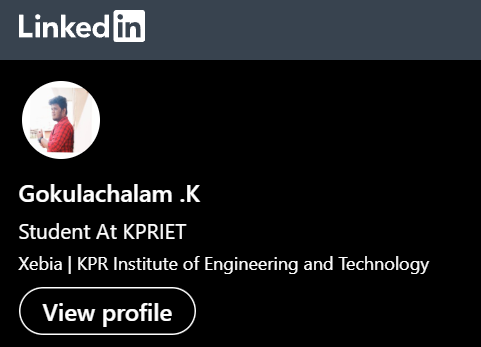 Linkedin
Gokulachalam .K
Student At KPRIET
Xebia | KPR Institute of Engineering and Technology
View profile